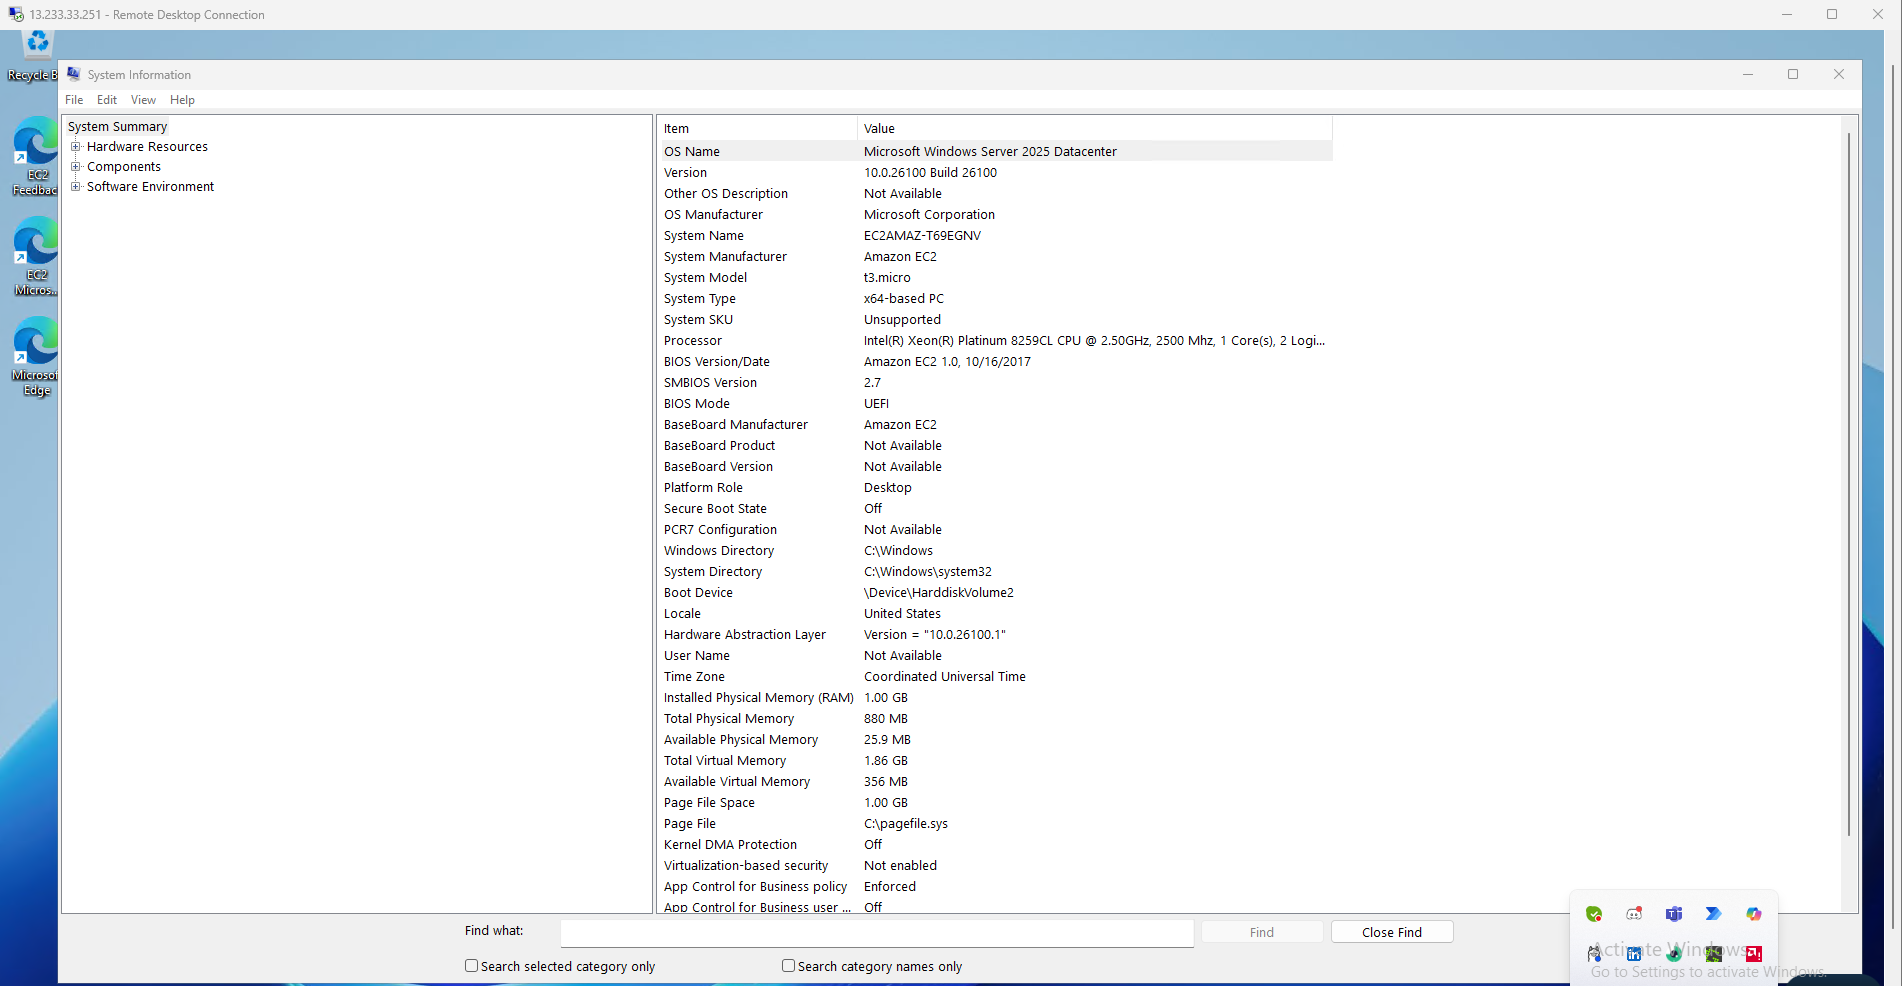 13.233.33.251 - Remote Desktop Connection
Recycle B
System Information
File Edit View Help
System Summary
Hardware Resources
Components
Software Environment
EC2
Feedbac
EC2
Micros...
Microsof
Edge
Item Value
OS Name Microsoft Windows Server 2025 Datacenter
Version 10.0.26100 Build 26100
Other OS Description Not Available
OS Manufacturer Microsoft Corporation
System Name EC2AMAZ-T69EGNV
System Manufacturer Amazon EC2
System Model t3.micro
System Type x64-based PC
System SKU Unsupported
Processor Intel(R) Xeon(R) Platinum 8259CL CPU @ 2.50GHz, 2500 Mhz, 1 Core(s), 2 Logi...
BIOS Version/Date Amazon EC2 1.0, 10/16/2017
SMBIOS Version 2.7
BIOS Mode UEFI
BaseBoard Manufacturer Amazon EC2
BaseBoard Product Not Available
BaseBoard Version Not Available
Platform Role Desktop
Secure Boot State Off
PCR7 Configuration Not Available
Windows Directory C:\Windows
System Directory C:\Windows\system32
Boot Device \Device\HarddiskVolume2
Locale United States
Hardware Abstraction Layer Version = "10.0.26100.1"
User Name Not Available
Time Zone Coordinated Universal Time
Installed Physical Memory (RAM) 1.00 GB
Total Physical Memory 880 MB
Available Physical Memory 25.9 MB
Total Virtual Memory 1.86 GB
Available Virtual Memory 356 MB
Page File Space 1.00 GB
Page File C:\pagefile.sys
Kernel DMA Protection Off
Virtualization-based security Not enabled
App Control for Business policy Enforced
App Control for Business user ... Off
Find what: Find Close Find
Search selected category only Search category names only
Activate Windows
Go to Settings to activate Windows.